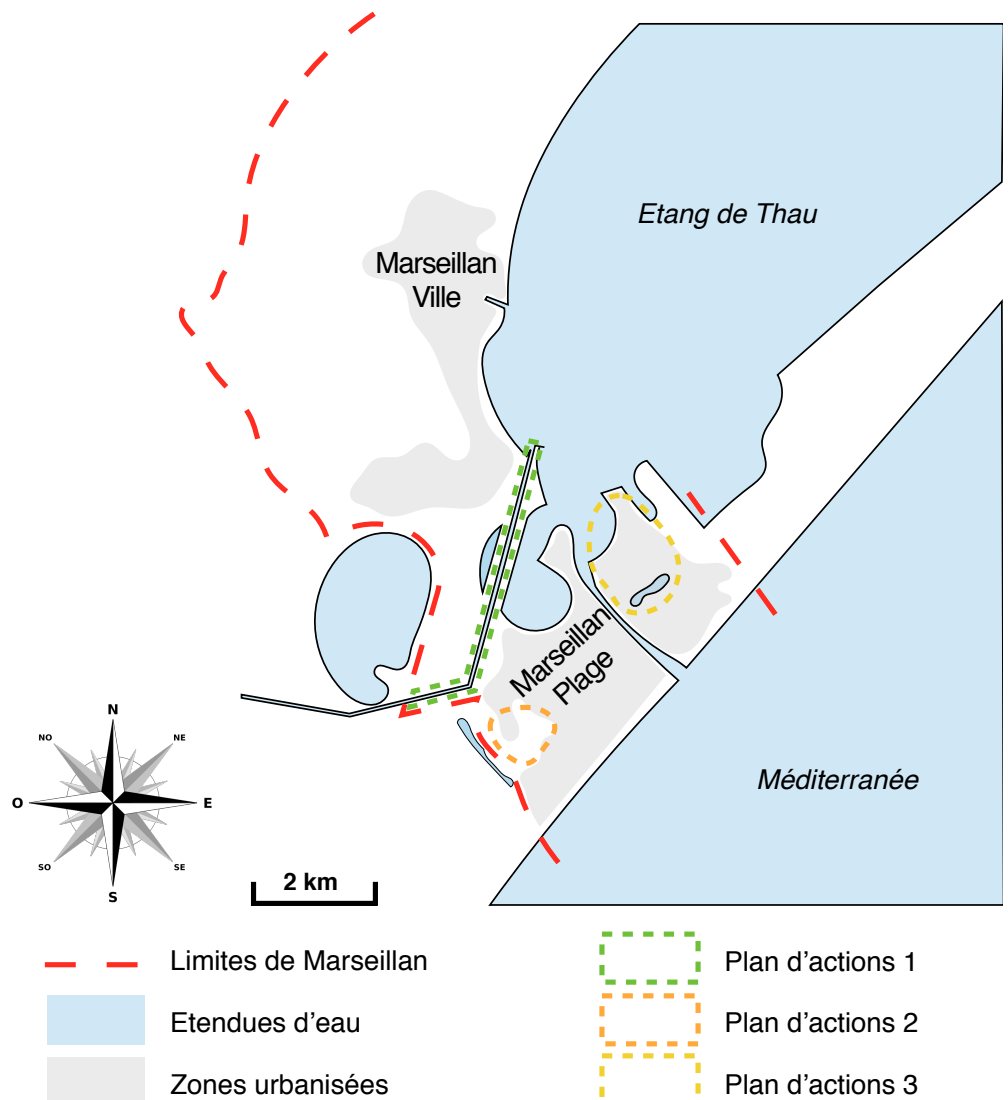 Etang de Thau
Marseillan
Ville
Marseillan
Plage
Méditerranée
N
NO
NE
O
E
SO
SE
S
2 km
Limites de Marseillan
Etendues d'eau
Zones urbanisées
Plan d'actions 1
Plan d'actions 2
Plan d'actions 3